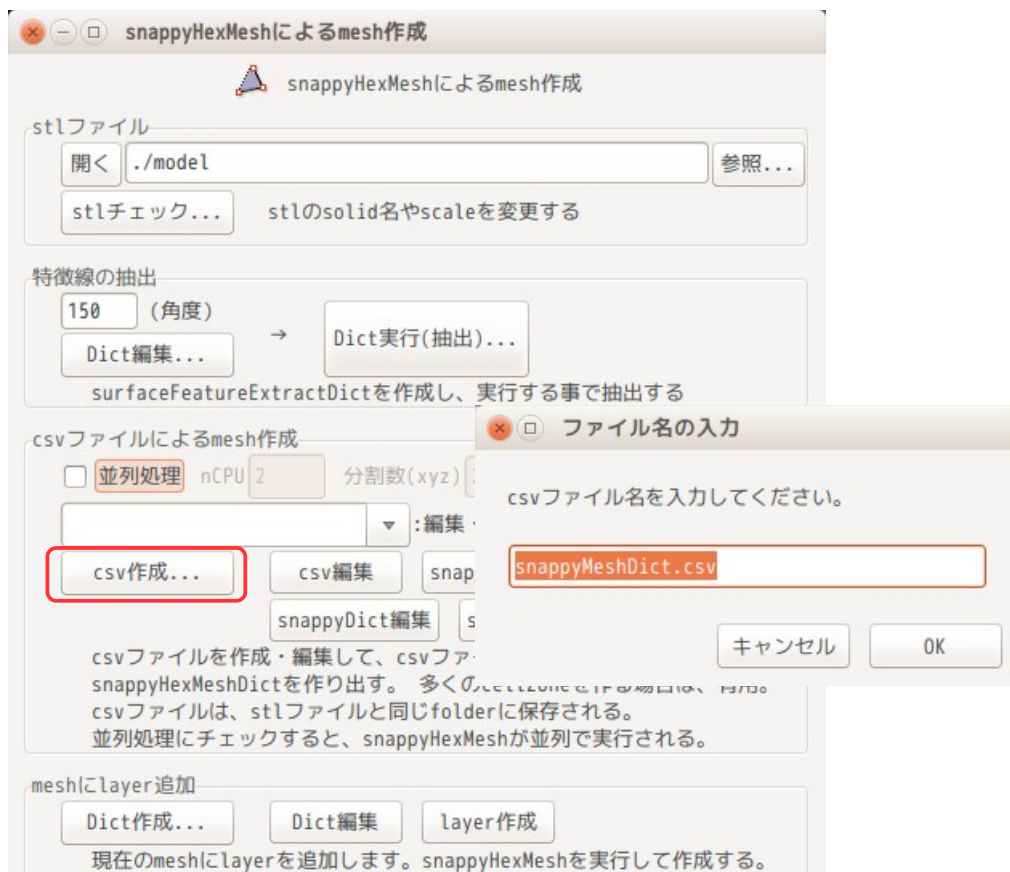 snappyHexMeshによるmesh作成
snappyHexMeshによるmesh作成
stlファイル
開く ./model 参照...
stlチェック... stlのsolid名やscaleを変更する
特徴線の抽出
150 (角度)
→ Dict実行(抽出)...
Dict編集...
surfaceFeatureExtractDictを作成し、実行する事で抽出する
csvファイルによるmesh作成
並列処理 nCPU 2 分割数(xyz)
:編集・
csv作成... csv編集 snap
snappyDict編集 s
csvファイルを作成・編集して、csvファ
snappyHexMeshDictを作り出す。 多くのcellZoneを作る場合は、有用。
csvファイルは、stlファイルと同じfolderに保存される。
並列処理にチェックすると、snappyHexMeshが並列で実行される。
meshにlayer追加
Dict作成... Dict編集 layer作成
現在のmeshにlayerを追加します。snappyHexMeshを実行して作成する。
ファイル名の入力
csvファイル名を入力してください。
snappyMeshDict.csv
キャンセル OK